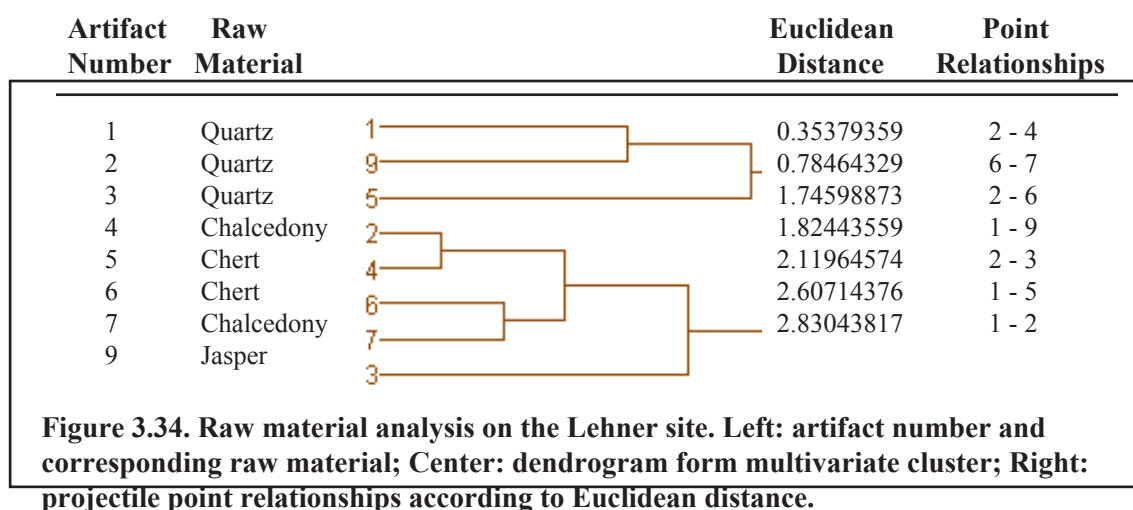 Artifact Raw Euclidean Point
Number Material Distance Relationships
1 Quartz 1 0.35379359 2 - 4
2 Quartz 9 0.78464329 6 - 7
3 Quartz 5 1.74598873 2 - 6
4 Chalcedony 2 1.82443559 1 - 9
5 Chert 4 2.11964574 2 - 3
6 Chert 6 2.60714376 1 - 5
7 Chalcedony 7 2.83043817 1 - 2
9 Jasper 3
Figure 3.34. Raw material analysis on the Lehner site. Left: artifact number and
corresponding raw material; Center: dendrogram form multivariate cluster; Right:
projectile point relationships according to Euclidean distance.